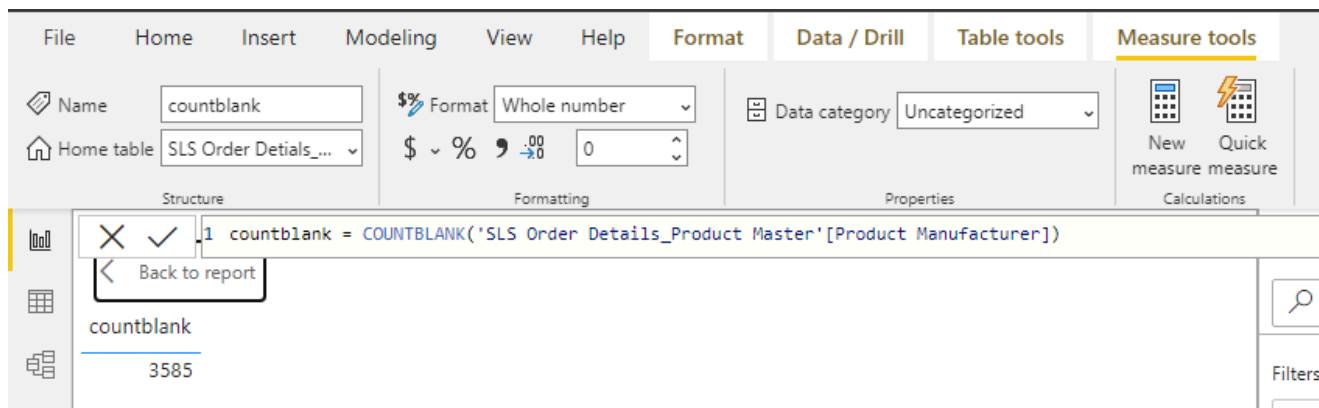 File Home Insert Modeling View Help Format Data / Drill Table tools Measure tools
Name countblank $% Format Whole number Data category Uncategorized New measure Quick measure
Home table SLS Order Detials_... $ % 9 .00 0
Structure Formatting Properties Calculations
1 countblank = COUNTBLANK('SLS Order Details_Product Master'[Product Manufacturer])
Back to report
countblank
3585
Filters